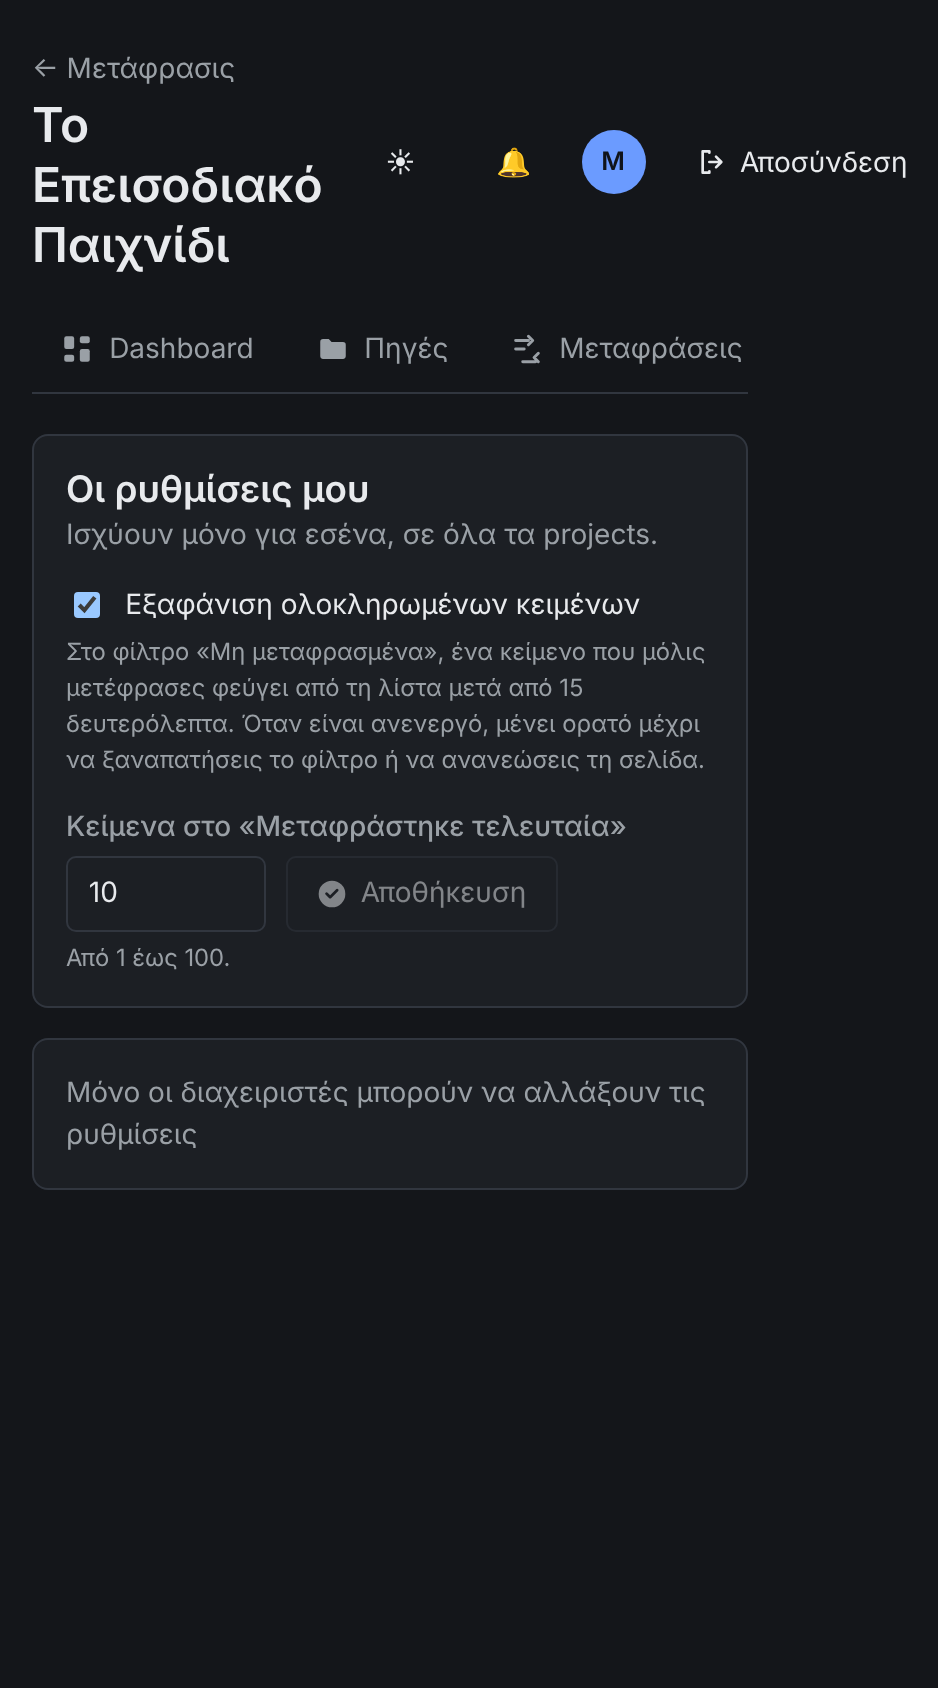 ← Μετάφρασις
Το
Επεισοδιακό
Παιχνίδι
M
Αποσύνδεση
Dashboard
Πηγές
Μεταφράσεις
Οι ρυθμίσεις μου
Ισχύουν μόνο για εσένα, σε όλα τα projects.
Εξαφάνιση ολοκληρωμένων κειμένων
Στο φίλτρο «Μη μεταφρασμένα», ένα κείμενο που μόλις
μετέφρασες φεύγει από τη λίστα μετά από 15
δευτερόλεπτα. Όταν είναι ανενεργό, μένει ορατό μέχρι
να ξαναπατήσεις το φίλτρο ή να ανανεώσεις τη σελίδα.
Κείμενα στο «Μεταφράστηκε τελευταία»
10
Αποθήκευση
Από 1 έως 100.
Μόνο οι διαχειριστές μπορούν να αλλάξουν τις
ρυθμίσεις